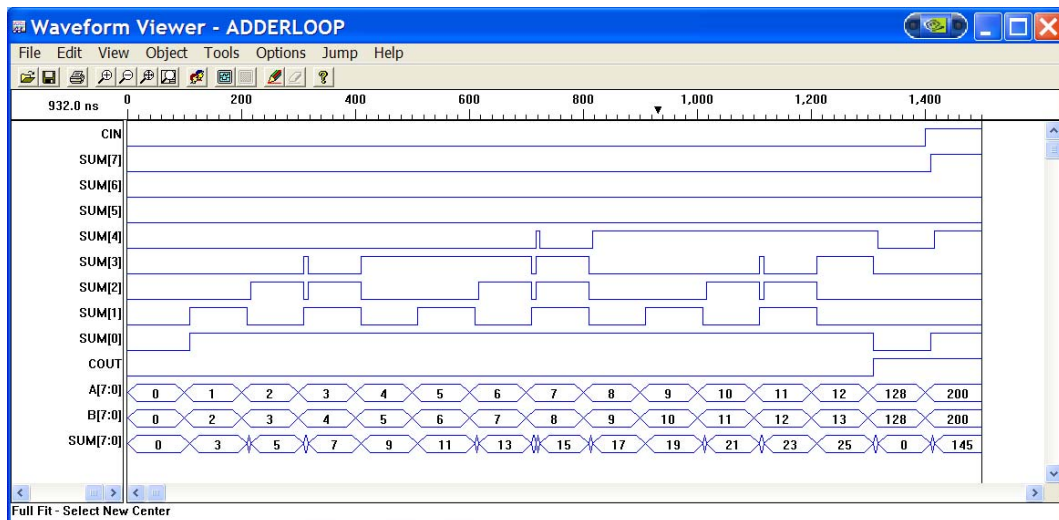 Waveform Viewer - ADDERLOOP
File Edit View Object Tools Options Jump Help
932.0 ns 0 200 400 600 800 1,000 1,200 1,400
CIN
SUM[7]
SUM[6]
SUM[5]
SUM[4]
SUM[3]
SUM[2]
SUM[1]
SUM[0]
COUT
A[7:0] 0 1 2 3 4 5 6 7 8 9 10 11 12 128 200
B[7:0] 0 2 3 4 5 6 7 8 9 10 11 12 13 128 200
SUM[7:0] 0 3 5 7 9 11 13 15 17 19 21 23 25 0 145
Full Fit - Select New Center